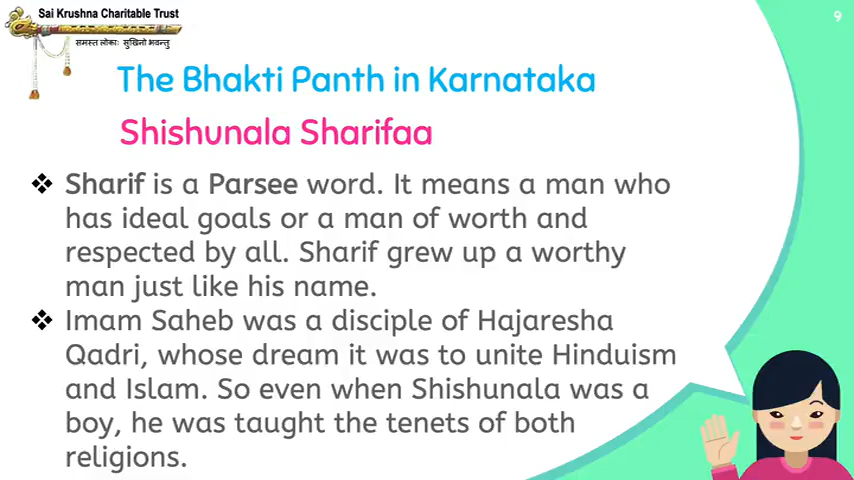 Sai Krushna Charitable Trust
समस्त लोकाः सुखिनो भवन्तु
9
The Bhakti Panth in Karnataka
Shishunala Sharifaa
❖ Sharif is a Parsee word. It means a man who
has ideal goals or a man of worth and
respected by all. Sharif grew up a worthy
man just like his name.
❖ Imam Saheb was a disciple of Hajaresha
Qadri, whose dream it was to unite Hinduism
and Islam. So even when Shishunala was a
boy, he was taught the tenets of both
religions.